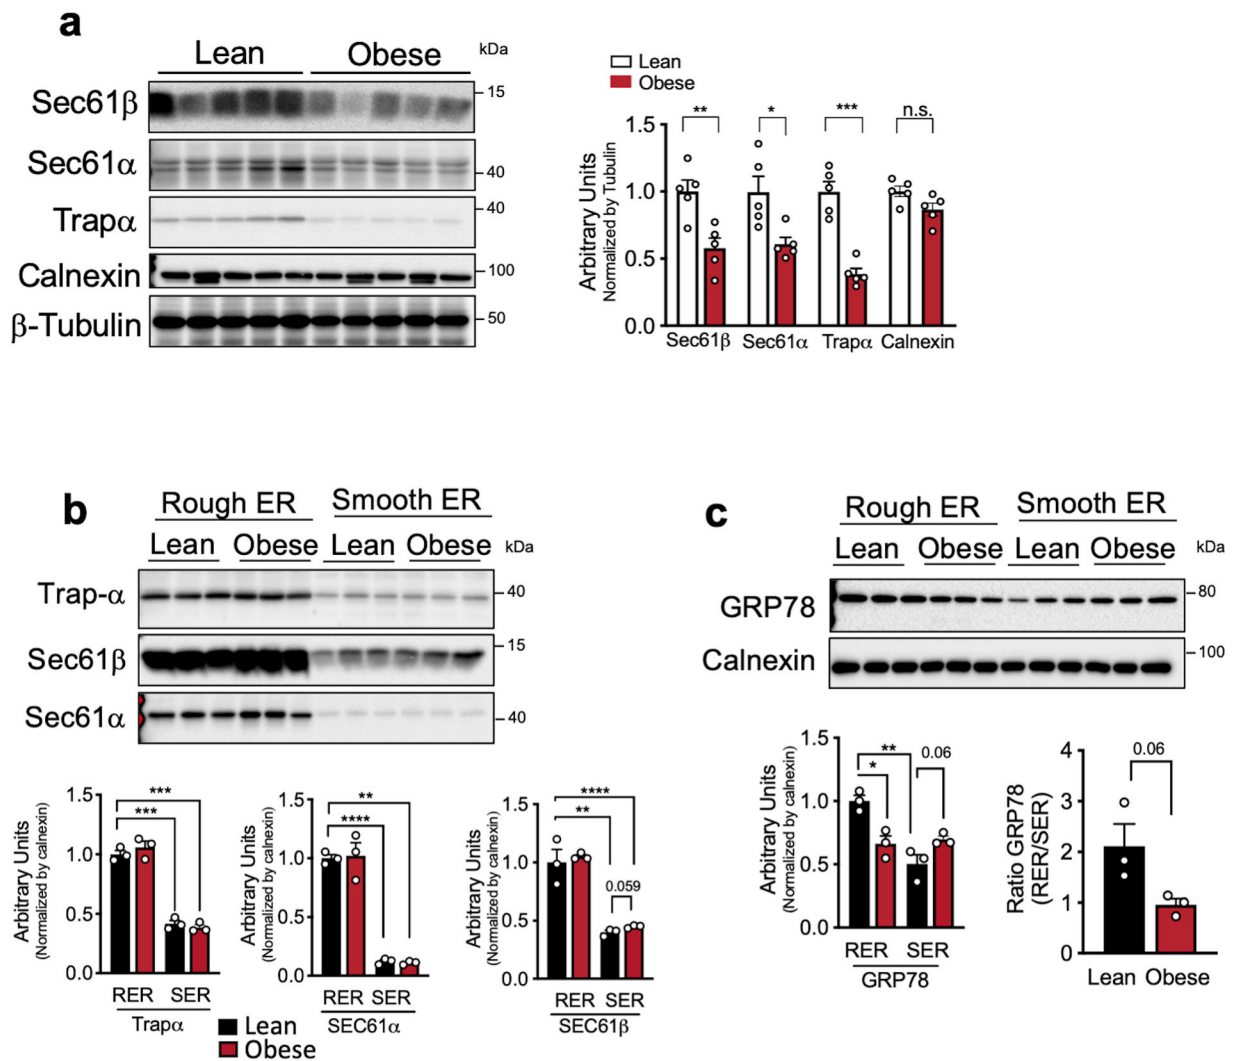 a
Lean Obese kDa
Sec61β 15
Sec61α 40
Trapα 40
Calnexin 100
β-Tubulin 50
Lean
Obese
** * *** n.s.
Arbitrary Units
Normalized by Tubulin
1.5
1.0
0.5
0.0
Sec61β Sec61α Trapα Calnexin
b
Rough ER Smooth ER
Lean Obese Lean Obese kDa
Trap-α 40
Sec61β 15
Sec61α 40
Arbitrary Units
(Normalized by calnexin)
1.5
1.0
0.5
0.0
***
***
RER SER
Trapα
Arbitrary Units
(Normalized by calnexin)
1.5
1.0
0.5
0.0
**
****
RER SER
SEC61α
Arbitrary Units
(Normalized by calnexin)
1.5
1.0
0.5
0.0
****
**
0.059
RER SER
SEC61β
Lean
Obese
c
Rough ER Smooth ER
Lean Obese Lean Obese kDa
GRP78 80
Calnexin 100
Arbitrary Units
(Normalized by calnexin)
1.5
1.0
0.5
0.0
** 0.06
*
RER SER
GRP78
Ratio GRP78
(RER/SER)
4
3
2
1
0
0.06
Lean Obese